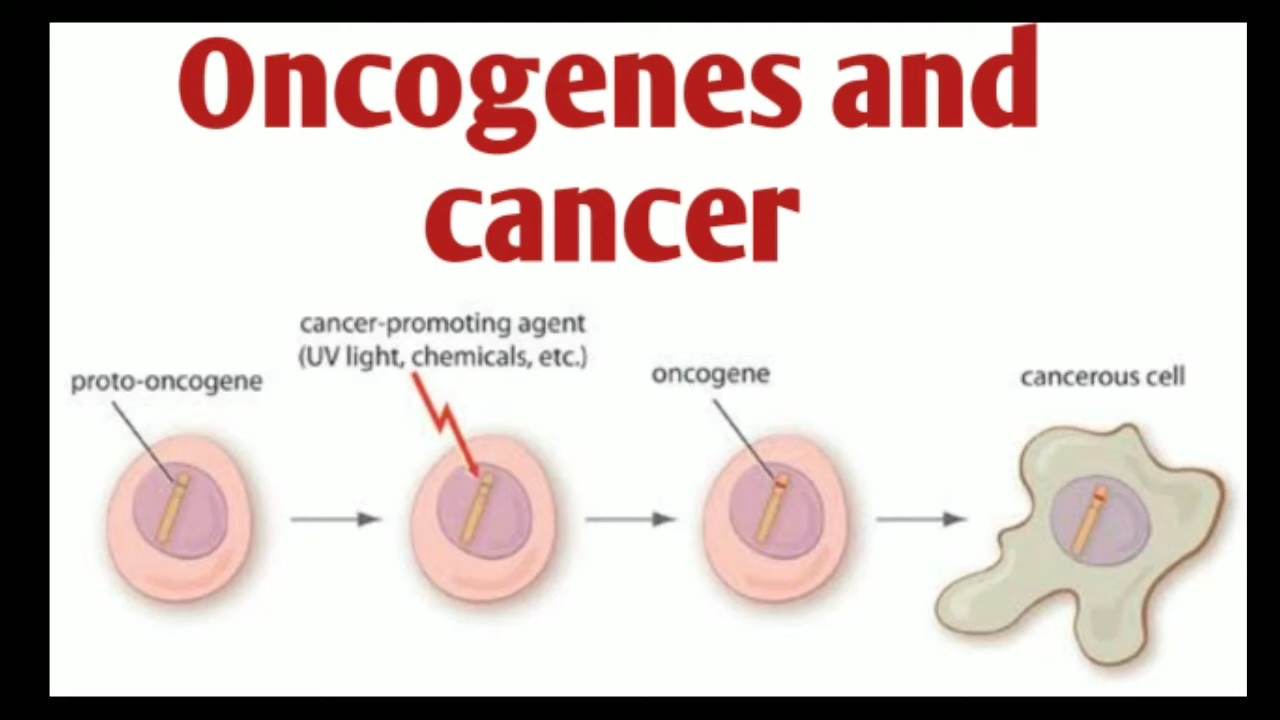 Oncogenes and
cancer
cancer-promoting agent
(UV light, chemicals, etc.)
proto-oncogene
oncogene
cancerous cell